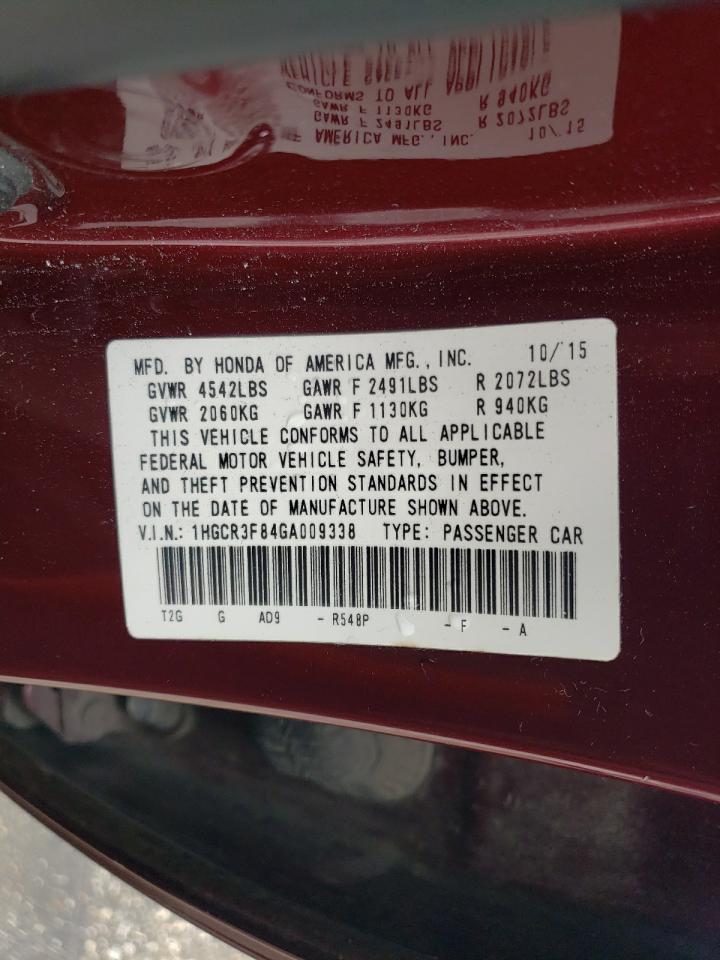 MFD. BY HONDA OF AMERICA MFG., INC. 10/15
GVWR 4542LBS GAWR F 2491LBS R 2072LBS
GVWR 2060KG GAWR F 1130KG R 940KG
THIS VEHICLE CONFORMS TO ALL APPLICABLE
FEDERAL MOTOR VEHICLE SAFETY, BUMPER,
AND THEFT PREVENTION STANDARDS IN EFFECT
ON THE DATE OF MANUFACTURE SHOWN ABOVE.
V.I.N.: 1HGCR3F84GA009338 TYPE: PASSENGER CAR
T2G G AD9 - R548P - F - A